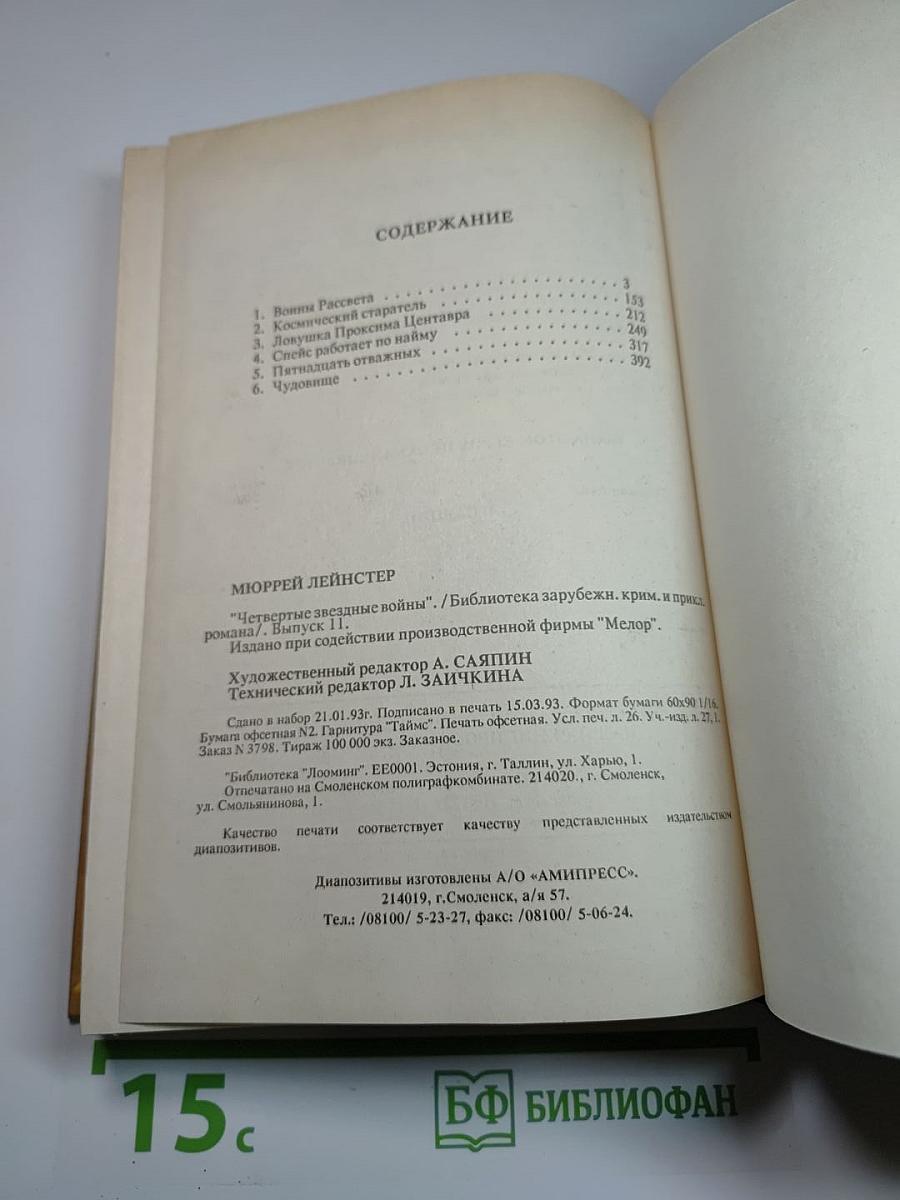 СОДЕРЖАНИЕ
1. Воины Рассвета . . . . . . . . . . . . . . . . . . . . 3
2. Космический старатель . . . . . . . . . . . . . . . . 153
3. Ловушка Проксима Центавра . . . . . . . . . . . . . 212
4. Спейс работает по найму . . . . . . . . . . . . . . . 249
5. Пятнадцать отважных . . . . . . . . . . . . . . . . . 317
6. Чудовище . . . . . . . . . . . . . . . . . . . . . . . 392
МЮРРЕЙ ЛЕЙНСТЕР
"Четвертые звездные войны". /Библиотека зарубежн. крим. и прикл.
романа/. Выпуск 11.
Издано при содействии производственной фирмы "Мелор".
Художественный редактор А. САЯПИН
Технический редактор Л. ЗАИЧКИНА
Сдано в набор 21.01.93г. Подписано в печать 15.03.93. Формат бумаги 60x90 1/16.
Бумага офсетная N2. Гарнитура "Таймс". Печать офсетная. Усл. печ. л. 26. Уч.-изд. л. 27,1.
Заказ N 3798. Тираж 100 000 экз. Заказное.
"Библиотека "Лооминг". ЕЕ0001. Эстония, г. Таллин, ул. Харью, 1.
Отпечатано на Смоленском полиграфкомбинате. 214020., г. Смоленск,
ул. Смольянинова, 1.
Качество печати соответствует качеству представленных издательством
диапозитивов.
Диапозитивы изготовлены А/О «АМИПРЕСС».
214019, г.Смоленск, а/я 57.
Тел.: /08100/ 5-23-27, факс: /08100/ 5-06-24.
15 с
БФ БИБЛИОФАН